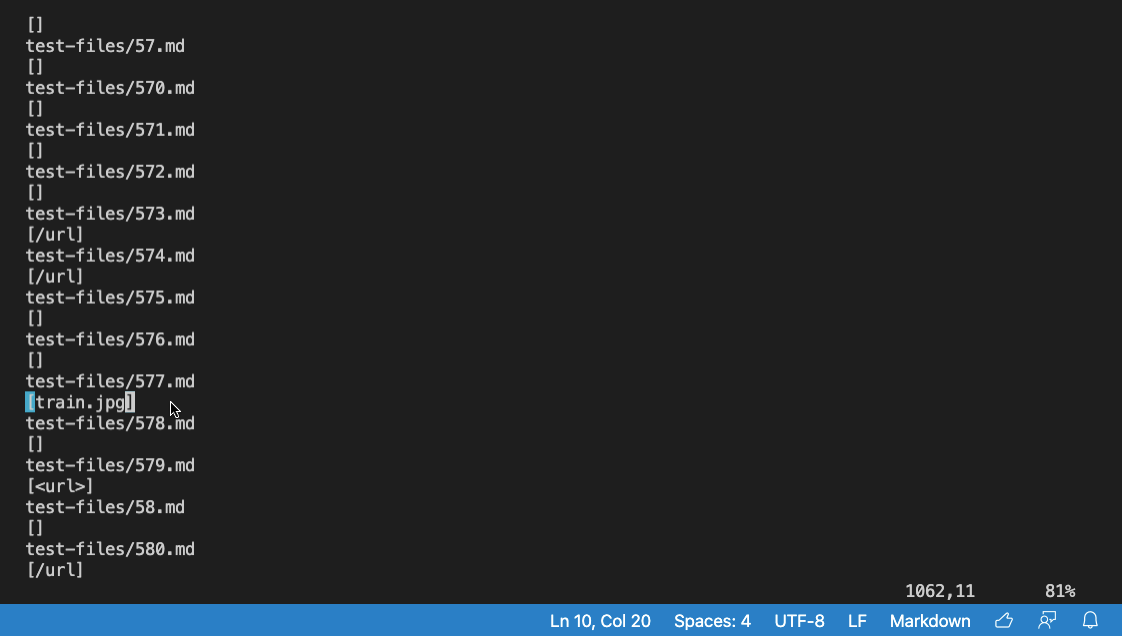 []
test-files/57.md
[]
test-files/570.md
[]
test-files/571.md
[]
test-files/572.md
[]
test-files/573.md
[/url]
test-files/574.md
[/url]
test-files/575.md
[]
test-files/576.md
[]
test-files/577.md
[train.jpg]
test-files/578.md
[]
test-files/579.md
[<url>]
test-files/58.md
[]
test-files/580.md
[/url]
1062,11 81%
Ln 10, Col 20 Spaces: 4 UTF-8 LF Markdown